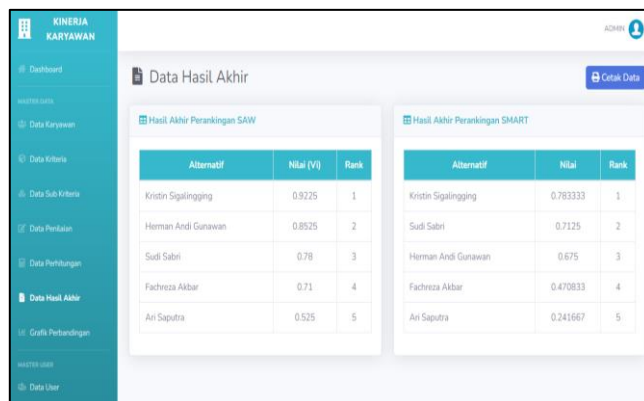 KINERJA
KARYAWAN
ADMIN
Dashboard
Data Hasil Akhir
Cetak Data
MASTER DATA
Data Karyawan
Data Kriteria
Data Sub Kriteria
Data Penilaian
Data Perhitungan
Data Hasil Akhir
Grafik Perbandingan
MASTER USER
Data User
Hasil Akhir Perankingan SAW
Alternatif Nilai (Vi) Rank
Kristin Sigalingging 0.9225 1
Herman Andi Gunawan 0.8525 2
Sudi Sabri 0.78 3
Fachreza Akbar 0.71 4
Ari Saputra 0.525 5
Hasil Akhir Perankingan SMART
Alternatif Nilai Rank
Kristin Sigalingging 0.783333 1
Sudi Sabri 0.7125 2
Herman Andi Gunawan 0.675 3
Fachreza Akbar 0.470833 4
Ari Saputra 0.241667 5